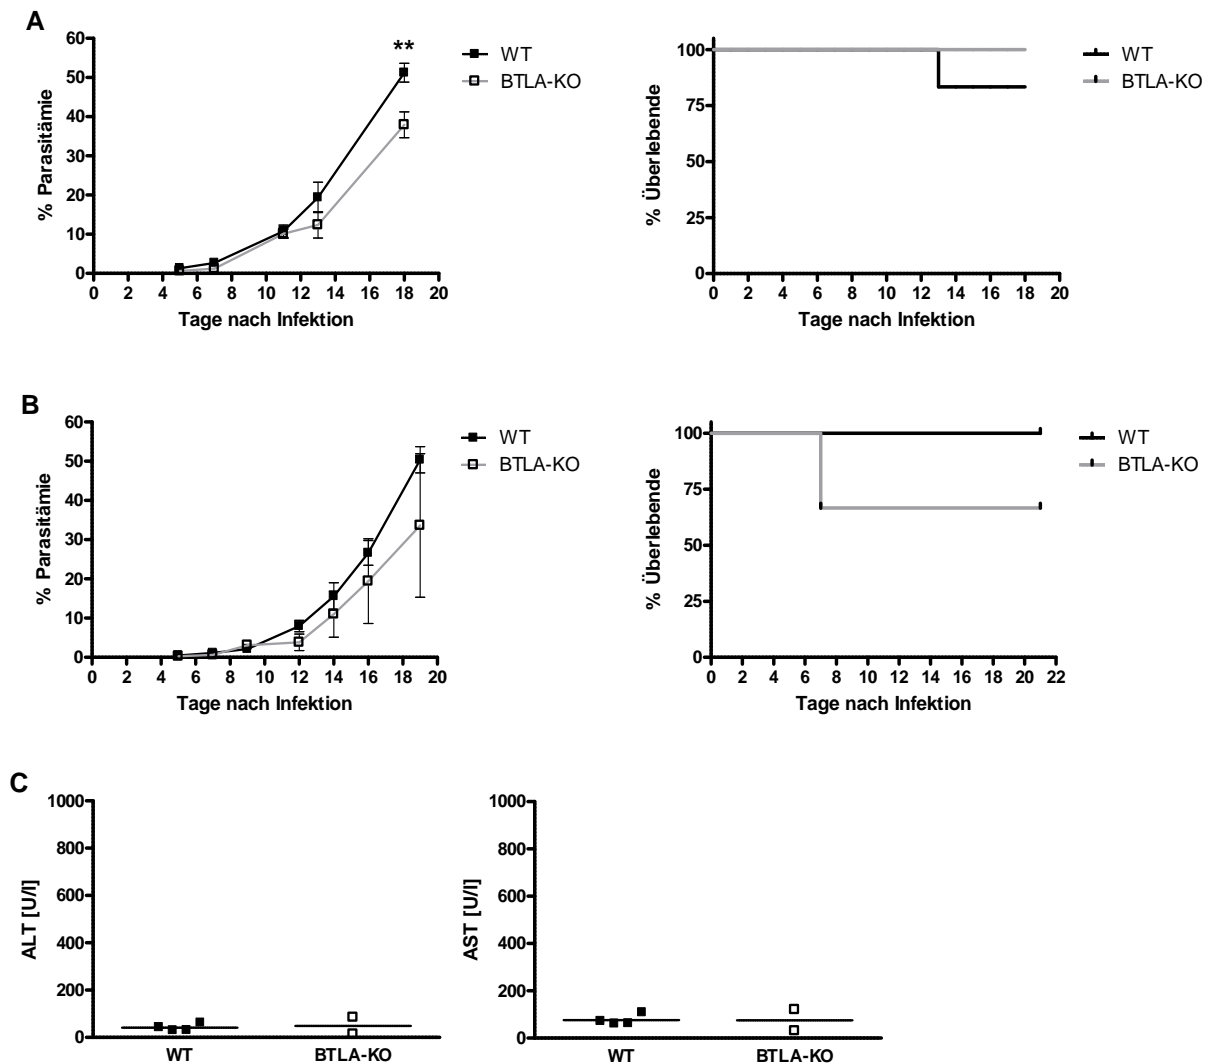 A
% Parasitämie
60
50
40
30
20
10
0
**
0 2 4 6 8 10 12 14 16 18 20
Tage nach Infektion
WT
BTLA-KO
% Überlebende
100
75
50
25
0
0 2 4 6 8 10 12 14 16 18 20
Tage nach Infektion
WT
BTLA-KO
B
% Parasitämie
60
50
40
30
20
10
0
0 2 4 6 8 10 12 14 16 18 20
Tage nach Infektion
WT
BTLA-KO
% Überlebende
100
75
50
25
0
0 2 4 6 8 10 12 14 16 18 20 22
Tage nach Infektion
WT
BTLA-KO
C
ALT [U/l]
1000
800
600
400
200
0
WT BTLA-KO
AST [U/l]
1000
800
600
400
200
0
WT BTLA-KO